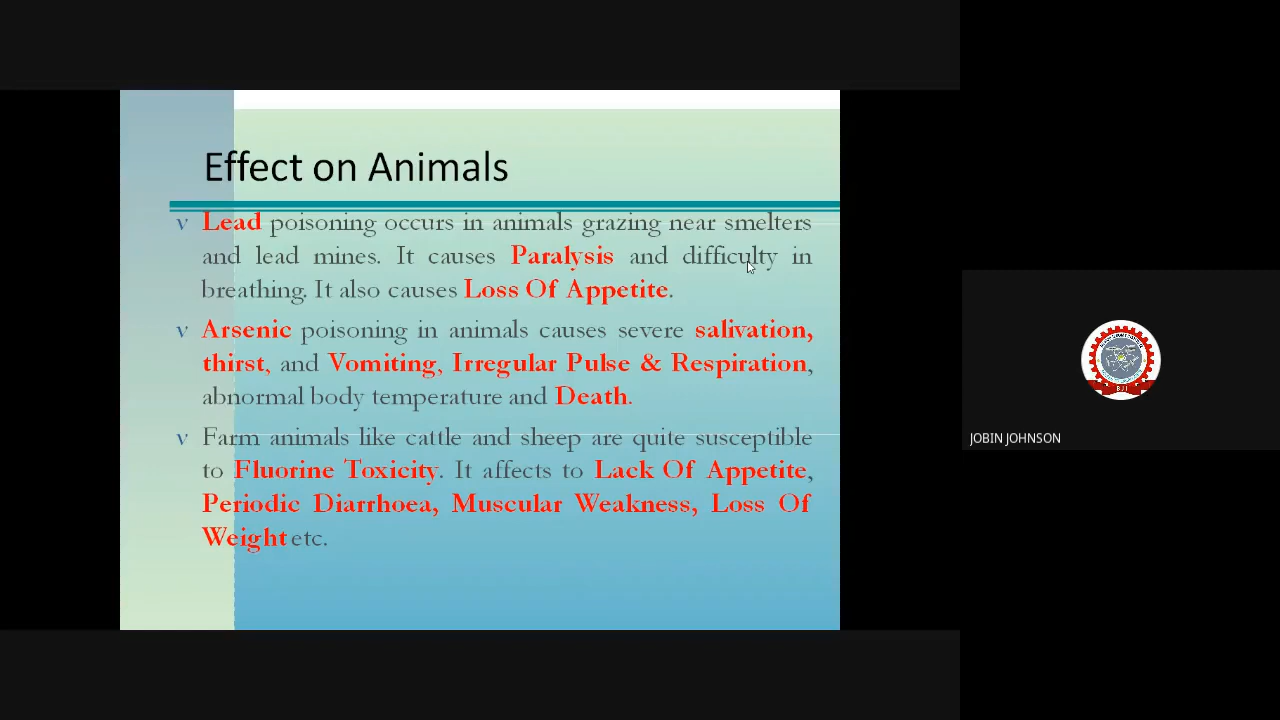 Effect on Animals
v Lead poisoning occurs in animals grazing near smelters
and lead mines. It causes Paralysis and difficulty in
breathing. It also causes Loss Of Appetite.
v Arsenic poisoning in animals causes severe salivation,
thirst, and Vomiting, Irregular Pulse & Respiration,
abnormal body temperature and Death.
v Farm animals like cattle and sheep are quite susceptible
to Fluorine Toxicity. It affects to Lack Of Appetite,
Periodic Diarrhoea, Muscular Weakness, Loss Of
Weight etc.
BJI
JOBIN JOHNSON